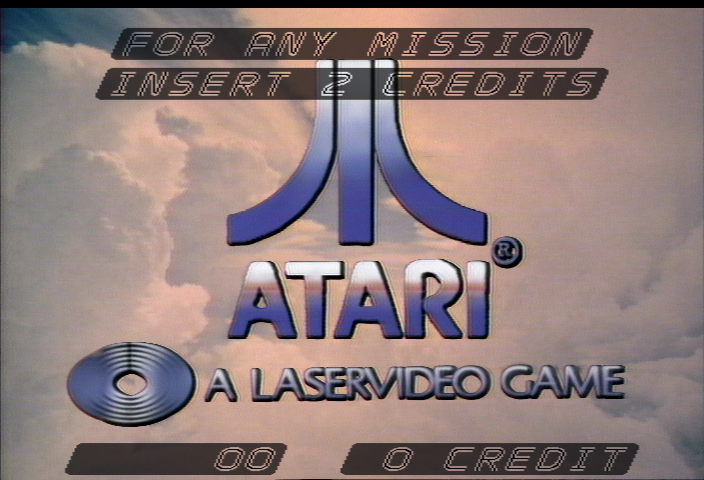 FOR ANY MISSION
INSERT 2 CREDITS
ATARI®
A LASERVIDEO GAME
00 0 CREDIT